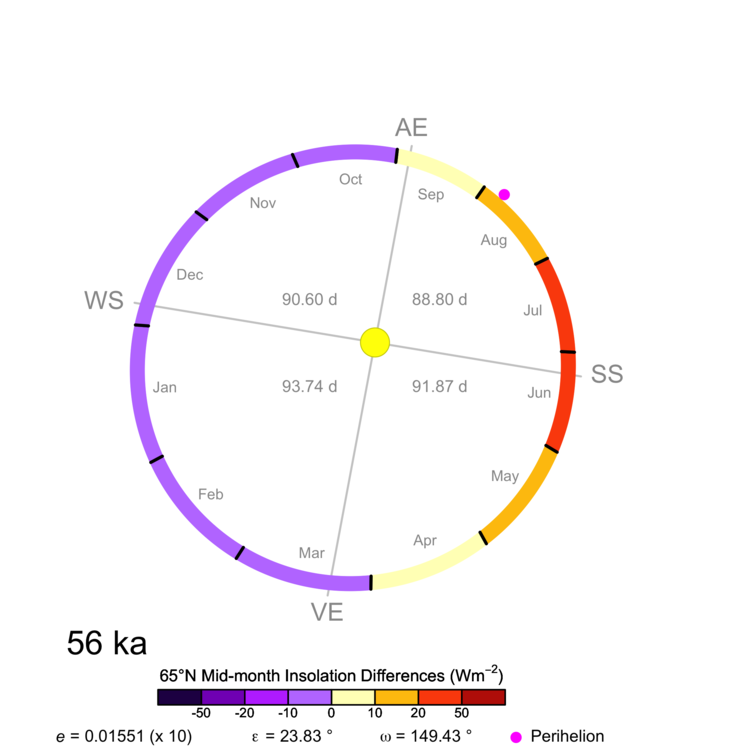 AE
Oct
Sep
Nov
Aug
Dec
WS
90.60 d
88.80 d
Jul
SS
93.74 d
91.87 d
Jan
Jun
May
Feb
Apr
Mar
VE
56 ka
65°N Mid-month Insolation Differences (Wm⁻²)
-50 -20 -10 0 10 20 50
e = 0.01551 (x 10) ε = 23.83 ° ω = 149.43 ° Perihelion